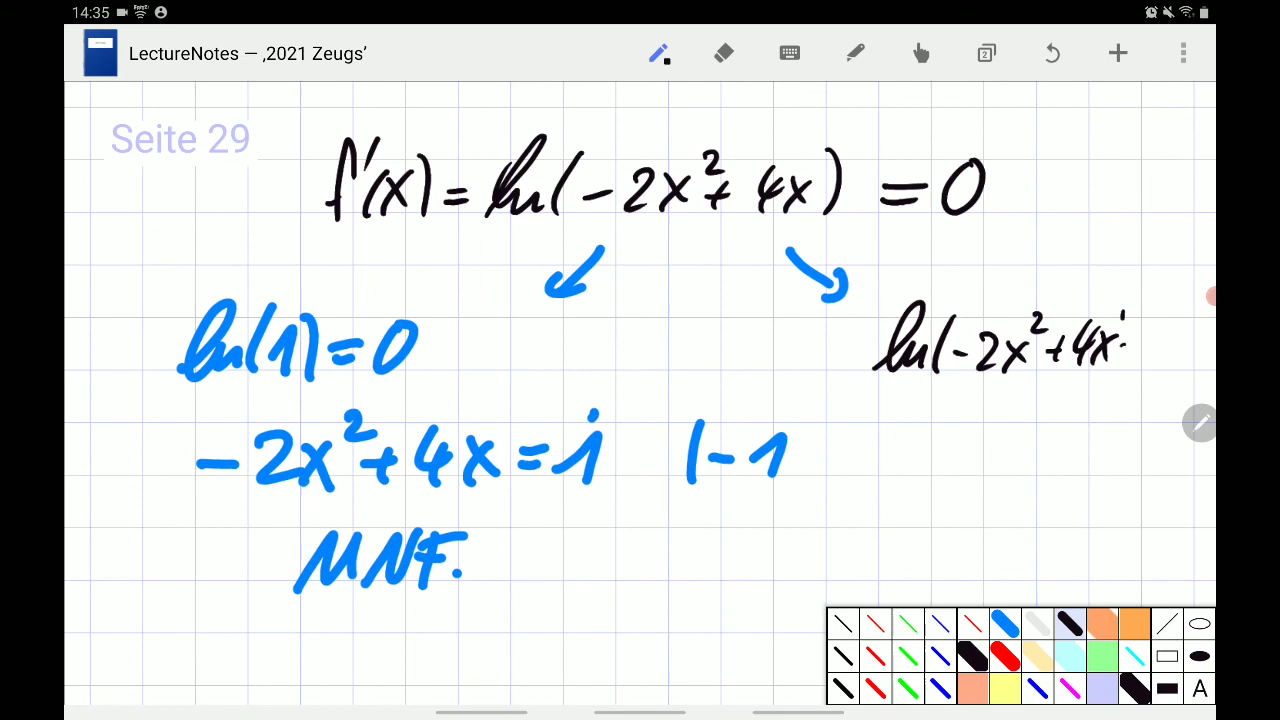 14:35
LectureNotes — ‚2021 Zeugs’
2
Seite 29
f'(x) = ln(-2x²+4x) = 0
ln(1)=0
ln(-2x²+4x
-2x²+4x=1 |-1
MNF.
A